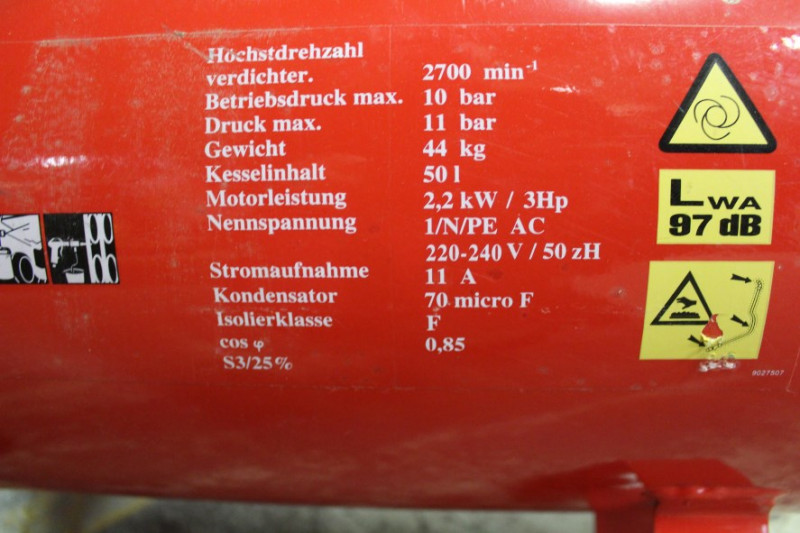 Höchstdrehzahl
verdichter. 2700 min⁻¹
Betriebsdruck max. 10 bar
Druck max. 11 bar
Gewicht 44 kg
Kesselinhalt 50 l
Motorleistung 2,2 kW / 3Hp
Nennspannung 1/N/PE AC
220-240 V / 50 zH
Stromaufnahme 11 A
Kondensator 70 micro F
Isolierklasse F
cos φ 0,85
S3/25%
LWA
97 dB
9027507